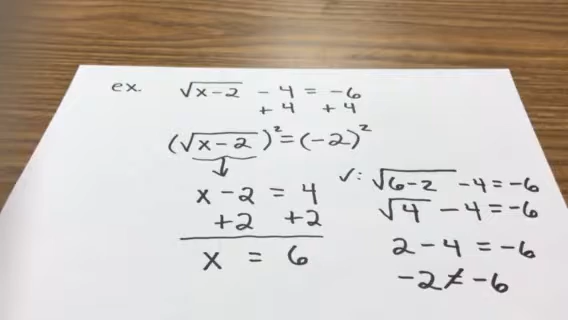 ex. √x-2 - 4 = -6
+ 4 + 4
(√x-2)² = (-2)²
x - 2 = 4
+2 +2
x = 6
√: √6-2 - 4 = -6
√4 - 4 = -6
2 - 4 = -6
-2 ≠ -6